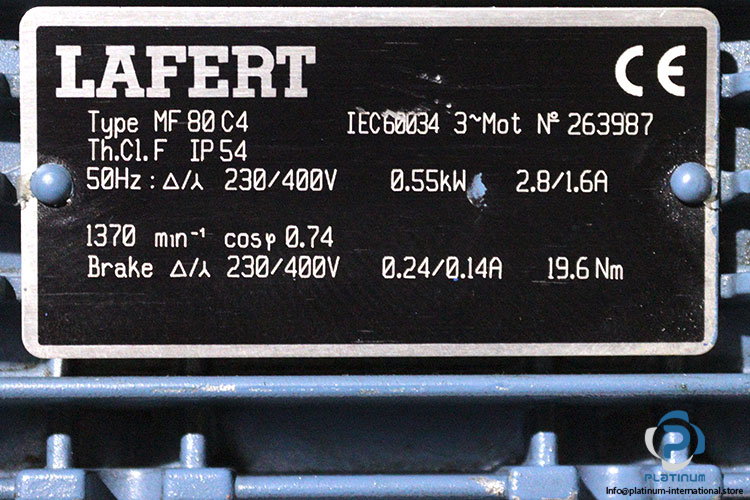 LAFERT
CE
Type MF 80 C4 IEC60034 3~Mot Nº 263987
Th.Cl.F IP 54
50Hz : Δ/⅄ 230/400V 0.55kW 2.8/1.6A
1370 min⁻¹ cosφ 0.74
Brake Δ/⅄ 230/400V 0.24/0.14A 19.6 Nm
PLATINUM
Info@platinum-international.store